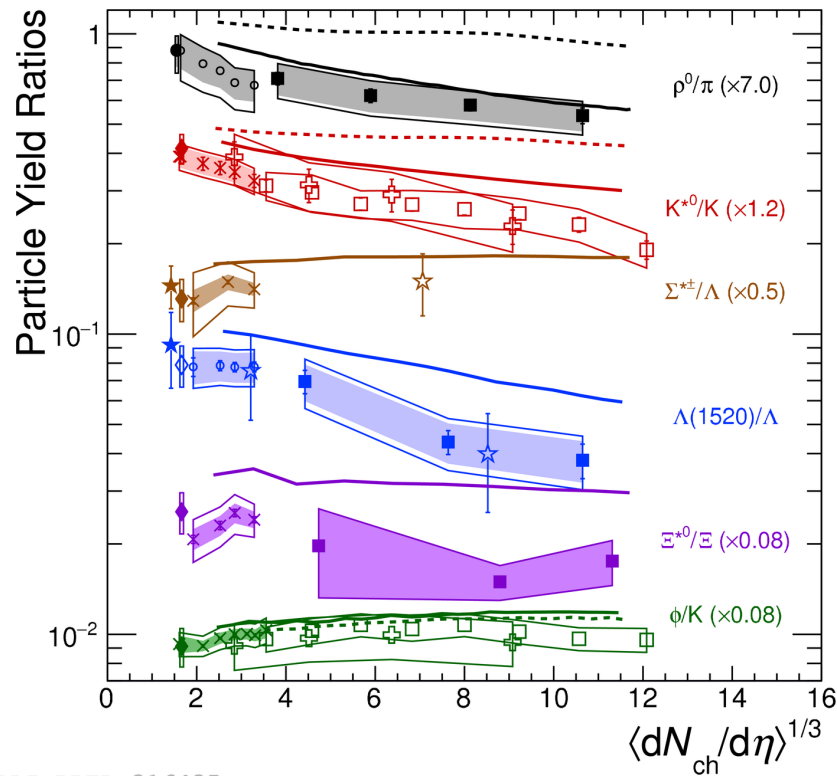 Particle Yield Ratios
1
10⁻¹
10⁻²
ρ⁰/π (×7.0)
K*⁰/K (×1.2)
Σ*±/Λ (×0.5)
Λ(1520)/Λ
Ξ*⁰/Ξ (×0.08)
ϕ/K (×0.08)
0 2 4 6 8 10 12 14 16
⟨dN_ch/dη⟩^1/3